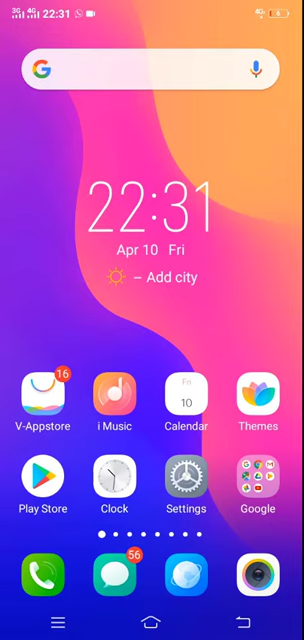 3G 4G 22:31 4G 6
22:31
Apr 10 Fri
– Add city
16
V-Appstore i Music Calendar Themes
Fri
10
Play Store Clock Settings Google
56